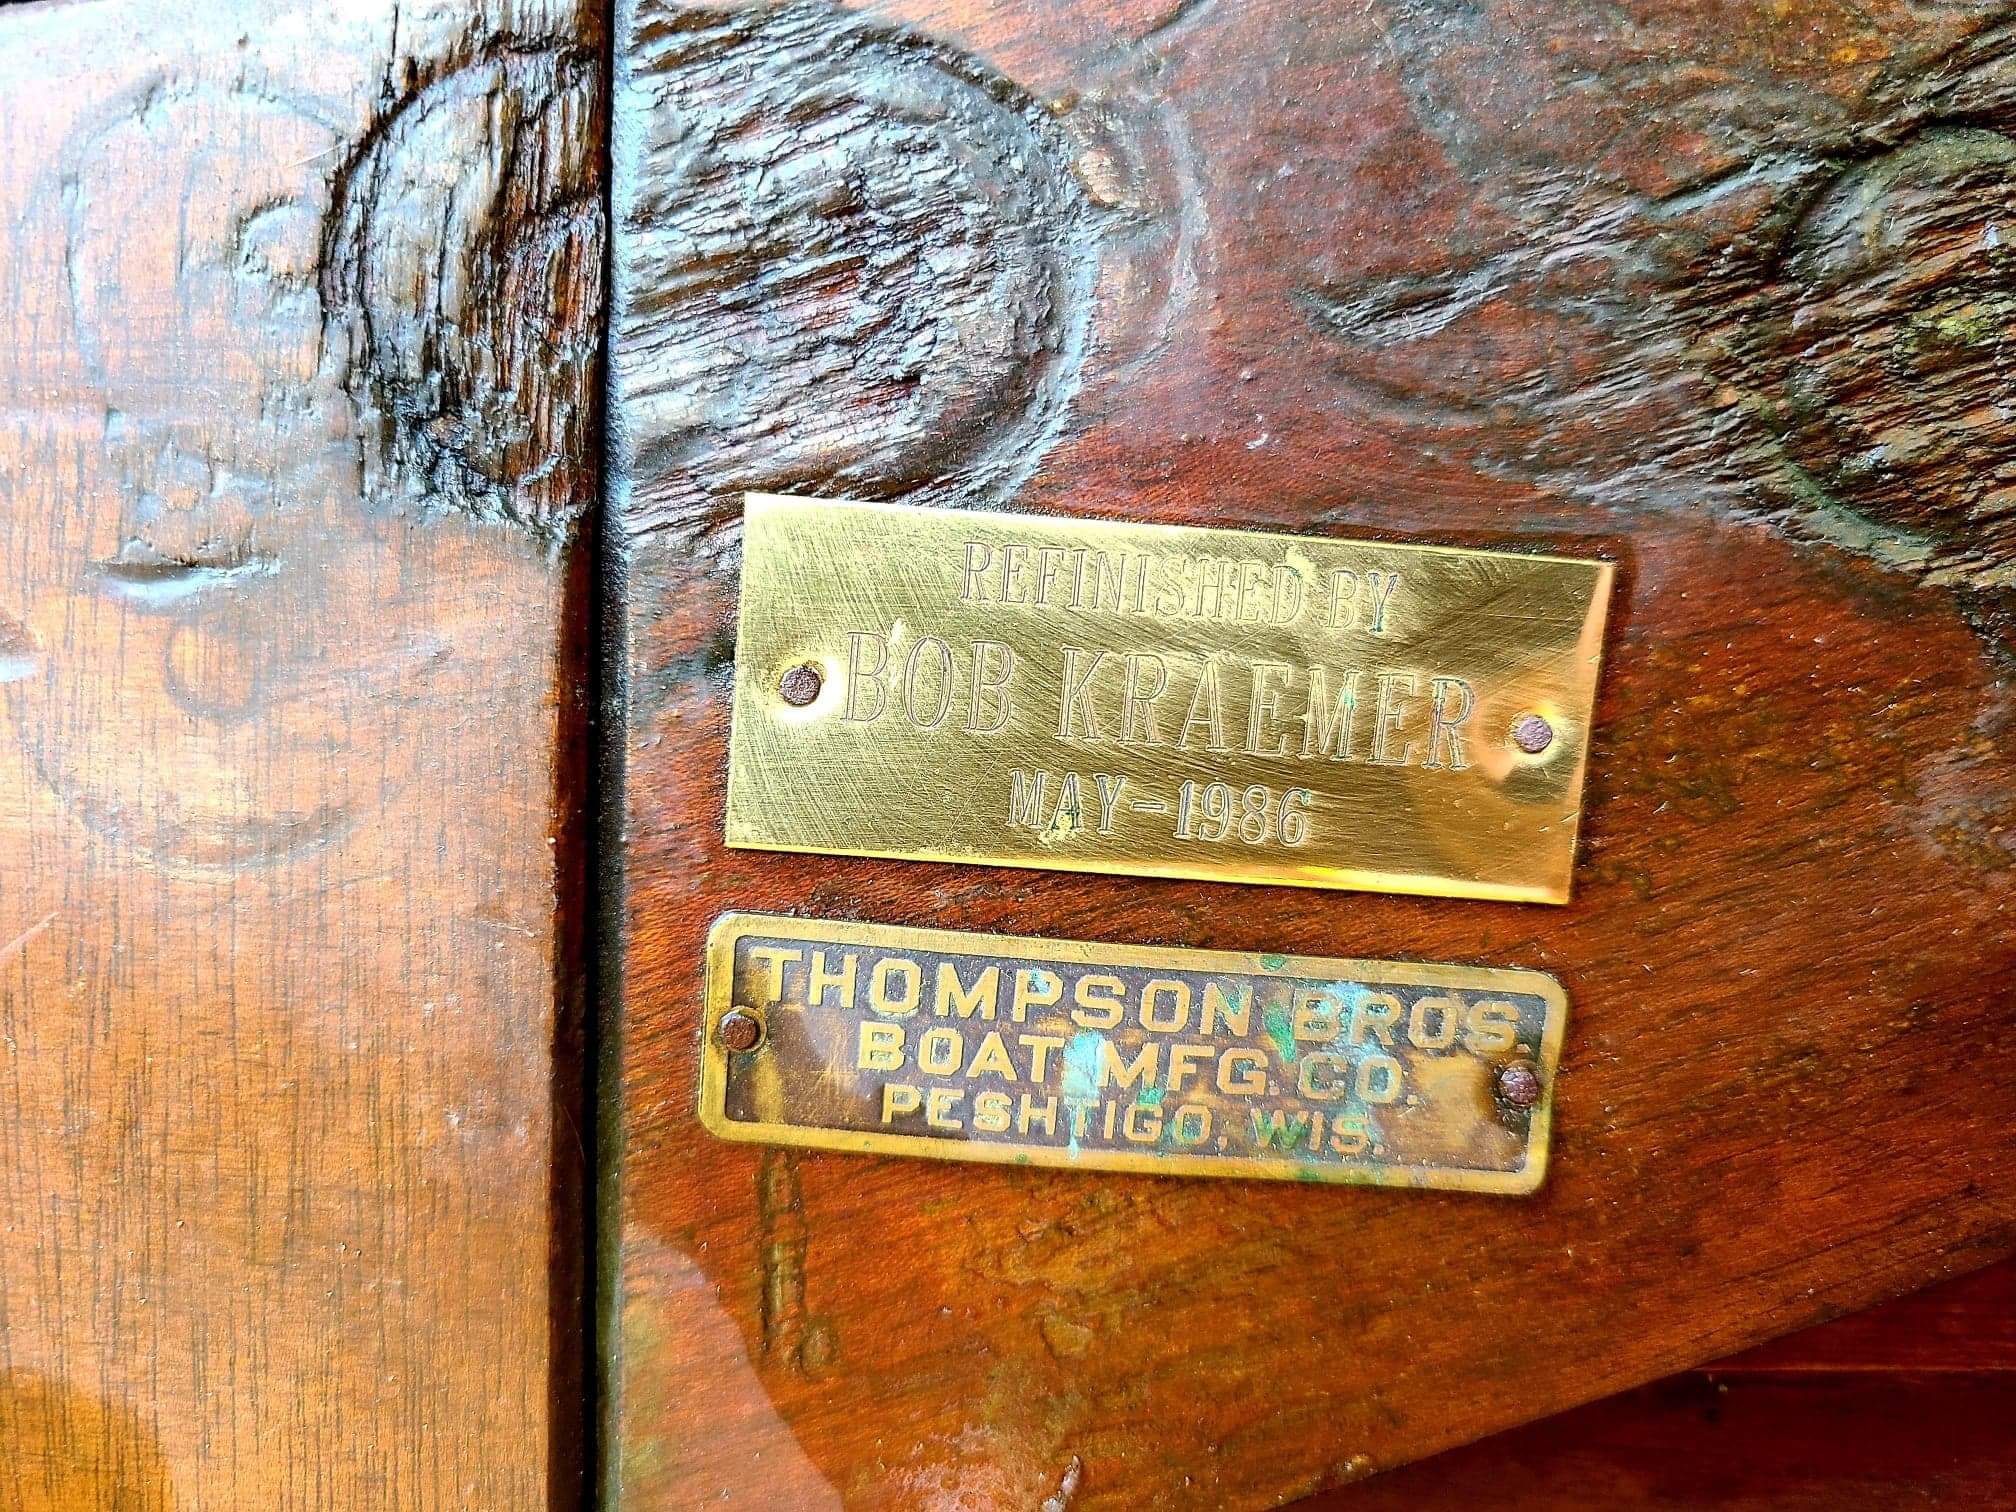 REFINISHED BY
BOB KRAEMER
MAY-1986
THOMPSON BROS.
BOAT MFG. CO.
PESHTIGO, WIS.